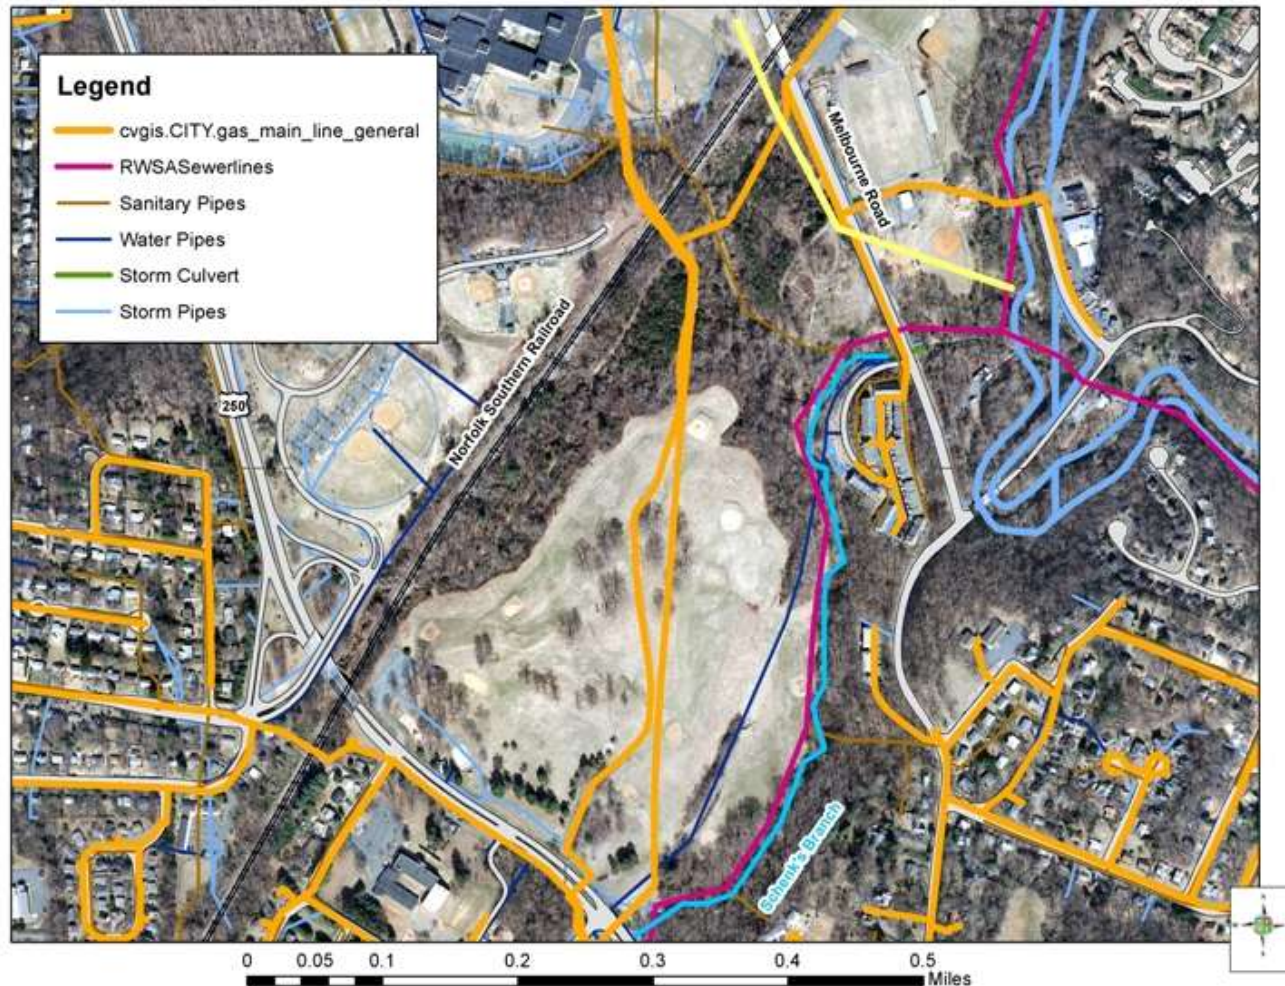 Legend
cvgis.CITY.gas_main_line_general
RWSASewerlines
Sanitary Pipes
Water Pipes
Storm Culvert
Storm Pipes
Melbourne Road
Norfolk Southern Railroad
250
Schenk's Branch
0 0.05 0.1 0.2 0.3 0.4 0.5
Miles